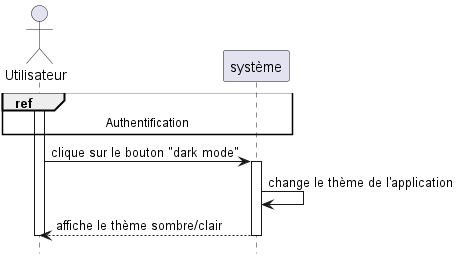 Utilisateur
système
ref
Authentification
clique sur le bouton "dark mode"
change le thème de l'application
affiche le thème sombre/clair